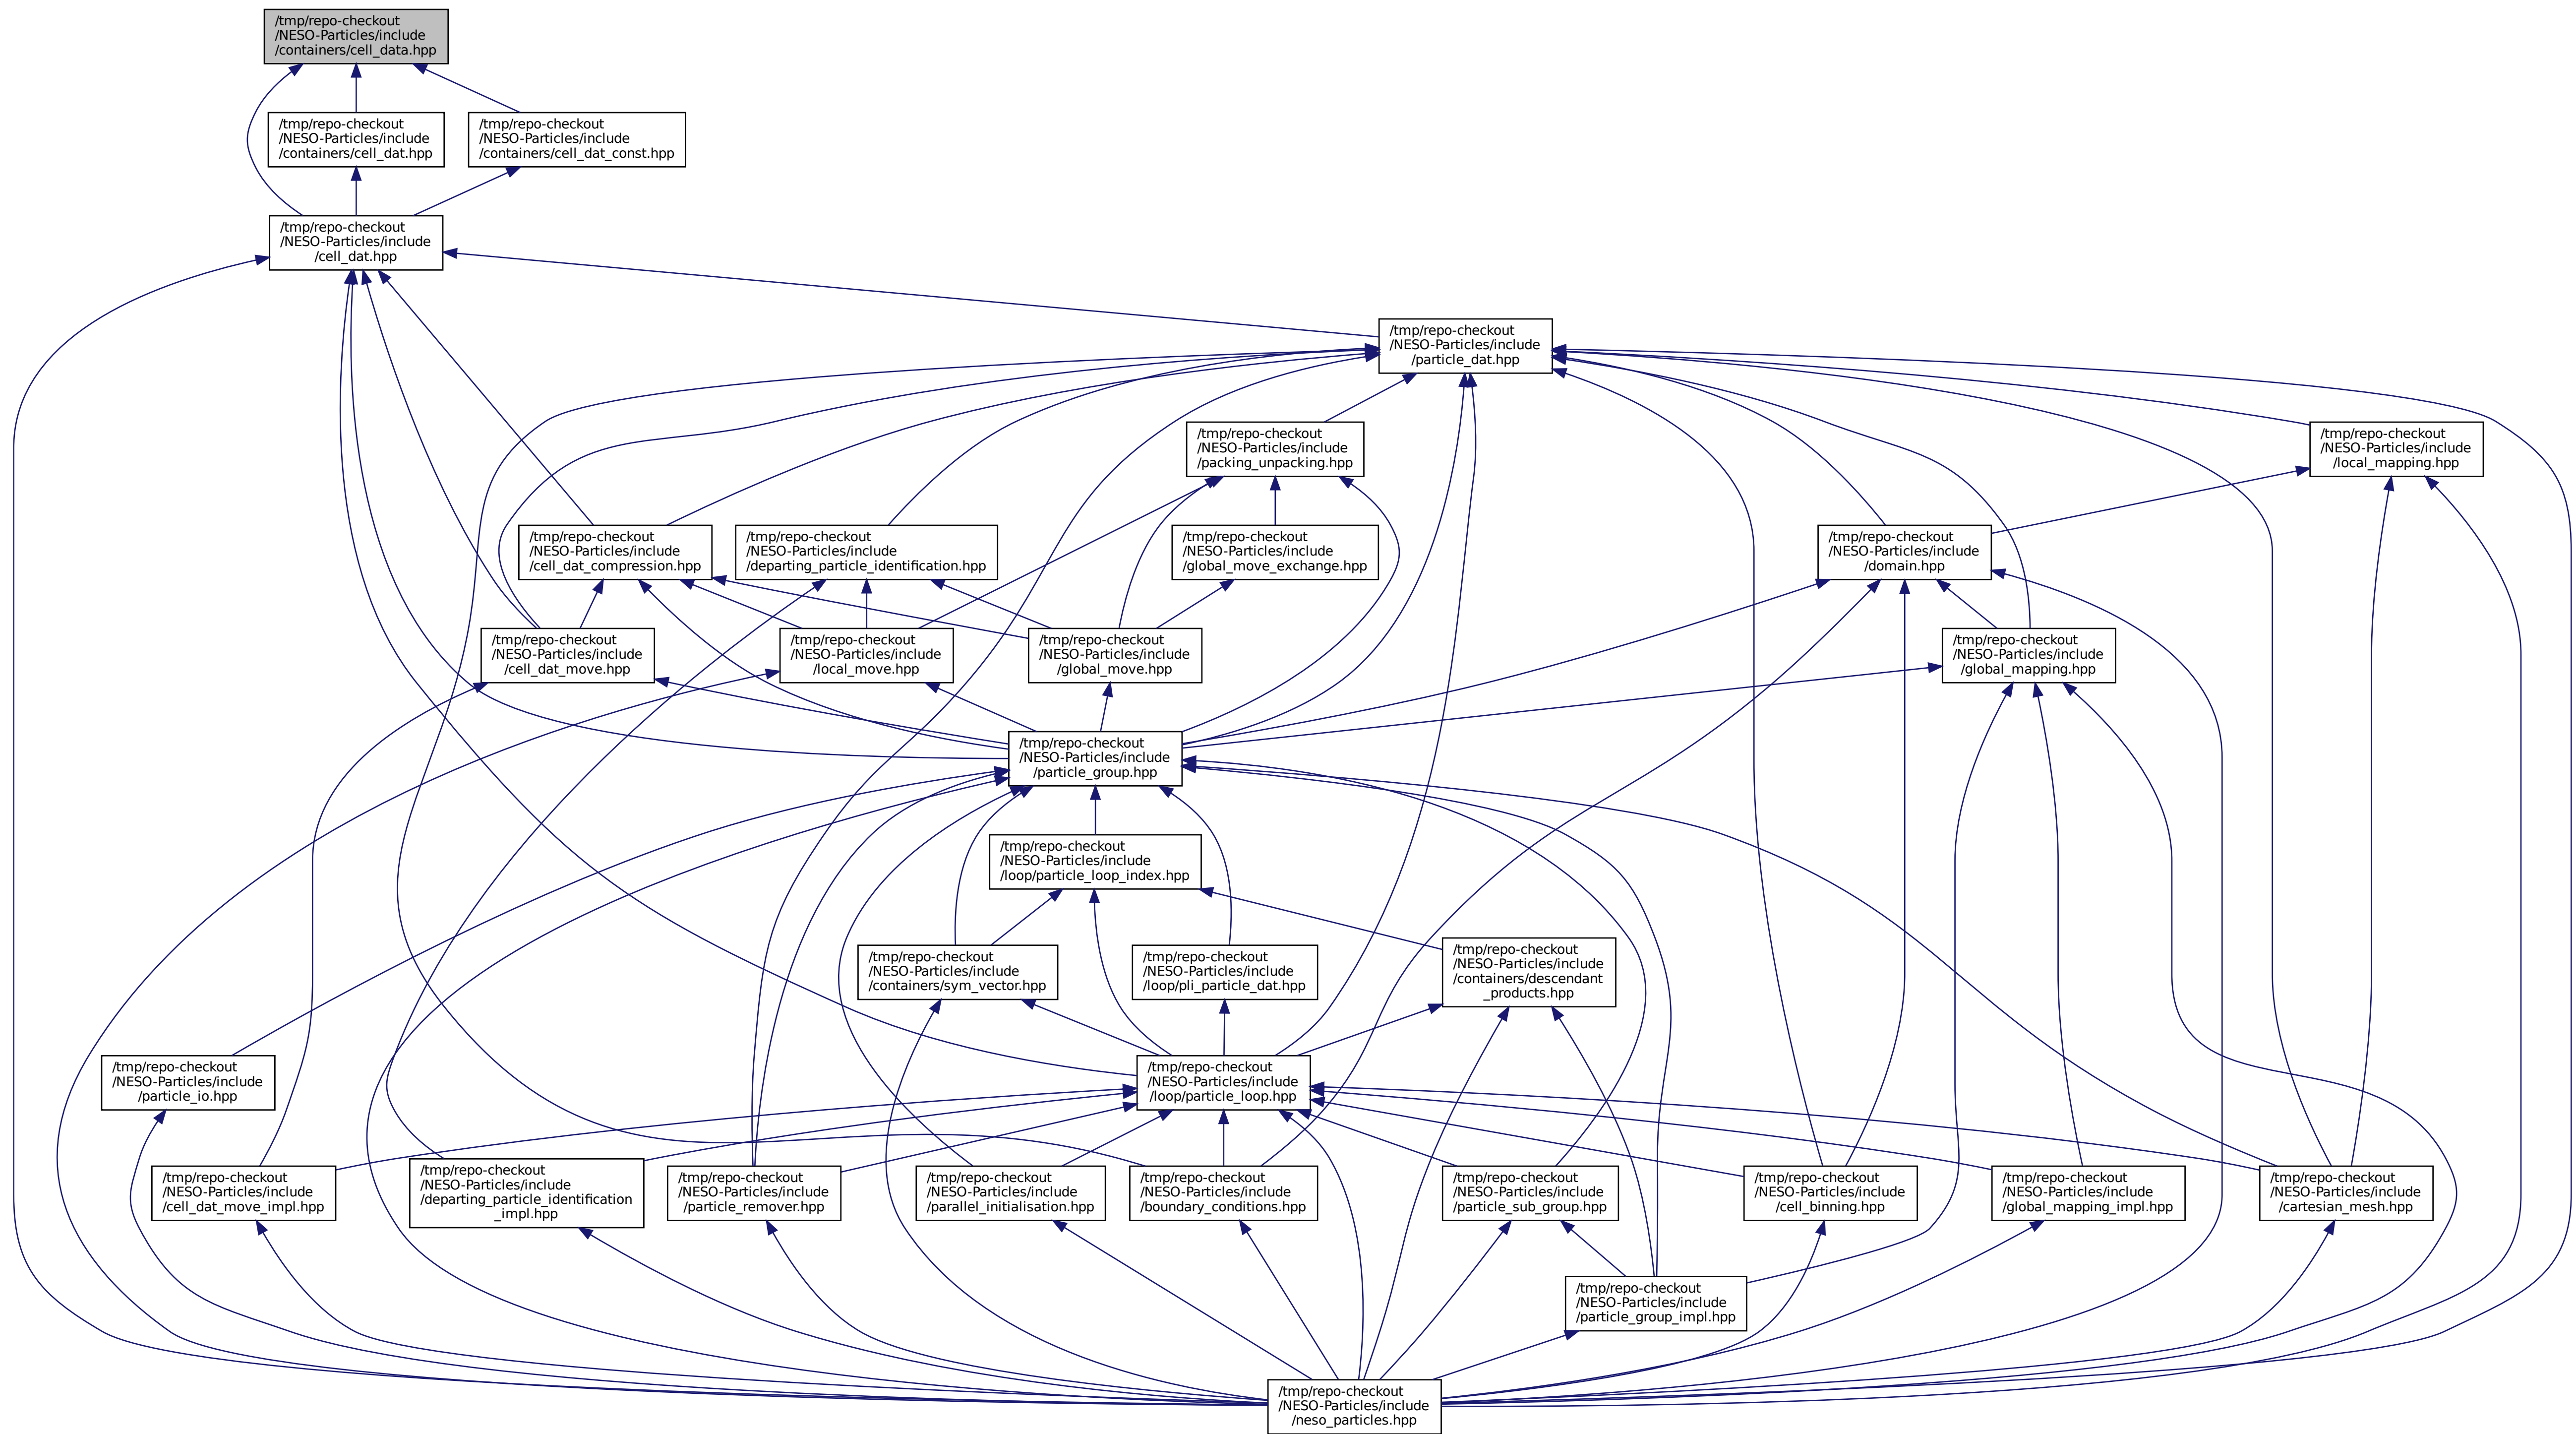 /tmp/repo-checkout
/NESO-Particles/include
/containers/cell_data.hpp
/tmp/repo-checkout
/NESO-Particles/include
/containers/cell_dat.hpp
/tmp/repo-checkout
/NESO-Particles/include
/containers/cell_dat_const.hpp
/tmp/repo-checkout
/NESO-Particles/include
/cell_dat.hpp
/tmp/repo-checkout
/NESO-Particles/include
/particle_dat.hpp
/tmp/repo-checkout
/NESO-Particles/include
/packing_unpacking.hpp
/tmp/repo-checkout
/NESO-Particles/include
/local_mapping.hpp
/tmp/repo-checkout
/NESO-Particles/include
/cell_dat_compression.hpp
/tmp/repo-checkout
/NESO-Particles/include
/departing_particle_identification.hpp
/tmp/repo-checkout
/NESO-Particles/include
/global_move_exchange.hpp
/tmp/repo-checkout
/NESO-Particles/include
/domain.hpp
/tmp/repo-checkout
/NESO-Particles/include
/cell_dat_move.hpp
/tmp/repo-checkout
/NESO-Particles/include
/local_move.hpp
/tmp/repo-checkout
/NESO-Particles/include
/global_move.hpp
/tmp/repo-checkout
/NESO-Particles/include
/global_mapping.hpp
/tmp/repo-checkout
/NESO-Particles/include
/particle_group.hpp
/tmp/repo-checkout
/NESO-Particles/include
/loop/particle_loop_index.hpp
/tmp/repo-checkout
/NESO-Particles/include
/containers/sym_vector.hpp
/tmp/repo-checkout
/NESO-Particles/include
/loop/pli_particle_dat.hpp
/tmp/repo-checkout
/NESO-Particles/include
/containers/descendant
_products.hpp
/tmp/repo-checkout
/NESO-Particles/include
/particle_io.hpp
/tmp/repo-checkout
/NESO-Particles/include
/loop/particle_loop.hpp
/tmp/repo-checkout
/NESO-Particles/include
/cell_dat_move_impl.hpp
/tmp/repo-checkout
/NESO-Particles/include
/departing_particle_identification
_impl.hpp
/tmp/repo-checkout
/NESO-Particles/include
/particle_remover.hpp
/tmp/repo-checkout
/NESO-Particles/include
/parallel_initialisation.hpp
/tmp/repo-checkout
/NESO-Particles/include
/boundary_conditions.hpp
/tmp/repo-checkout
/NESO-Particles/include
/particle_sub_group.hpp
/tmp/repo-checkout
/NESO-Particles/include
/cell_binning.hpp
/tmp/repo-checkout
/NESO-Particles/include
/global_mapping_impl.hpp
/tmp/repo-checkout
/NESO-Particles/include
/cartesian_mesh.hpp
/tmp/repo-checkout
/NESO-Particles/include
/particle_group_impl.hpp
/tmp/repo-checkout
/NESO-Particles/include
/neso_particles.hpp